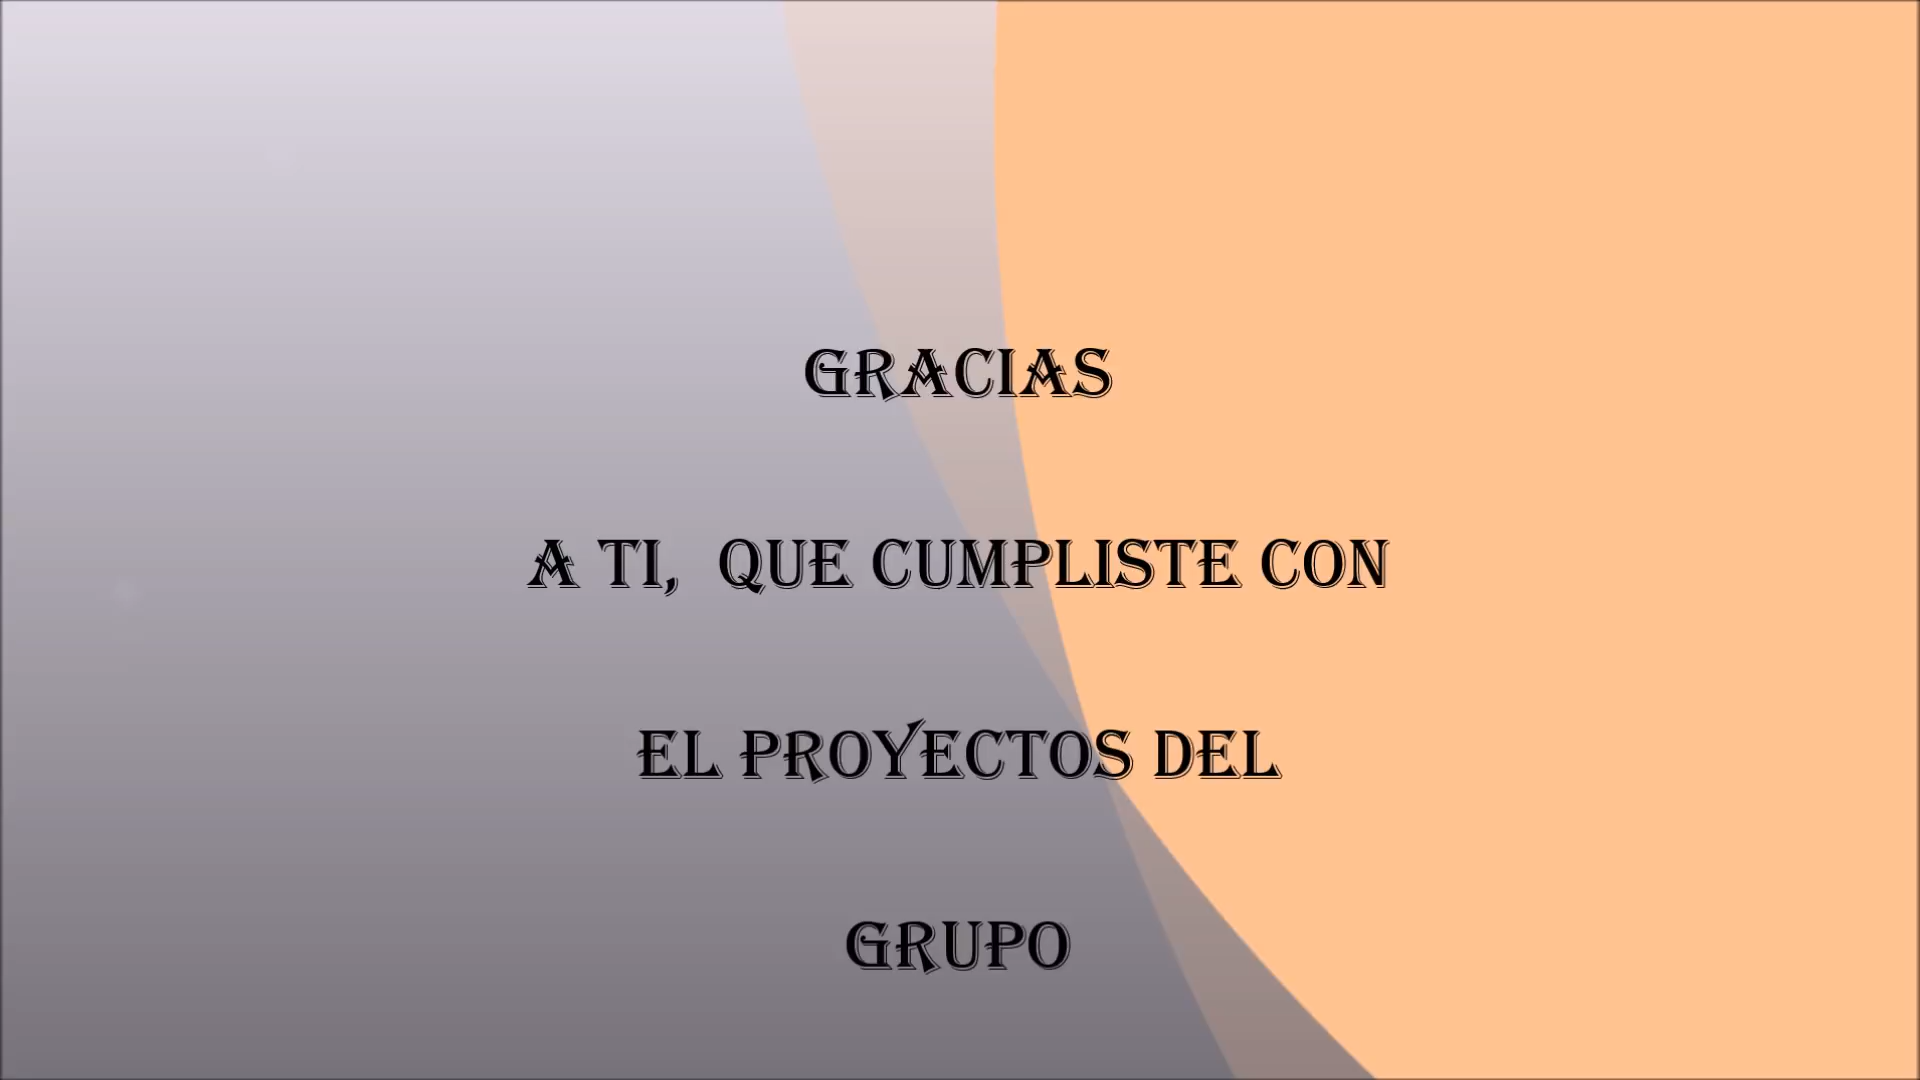 GRACIAS
A TI, QUE CUMPLISTE CON
EL PROYECTOS DEL
GRUPO